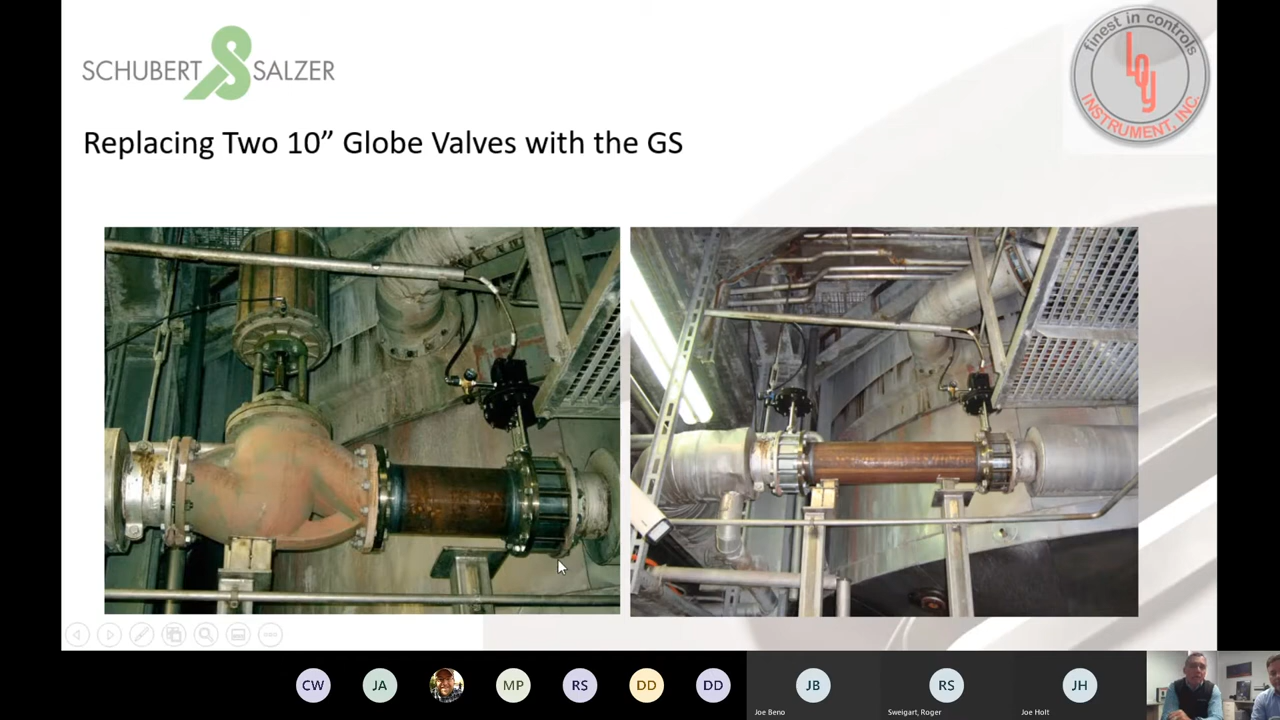 SCHUBERT SALZER
finest in controls
Loy
INSTRUMENT, INC.
Replacing Two 10” Globe Valves with the GS
CW
JA
MP
RS
DD
DD
JB
RS
JH
Joe Beno
Sweigart, Roger
Joe Holt